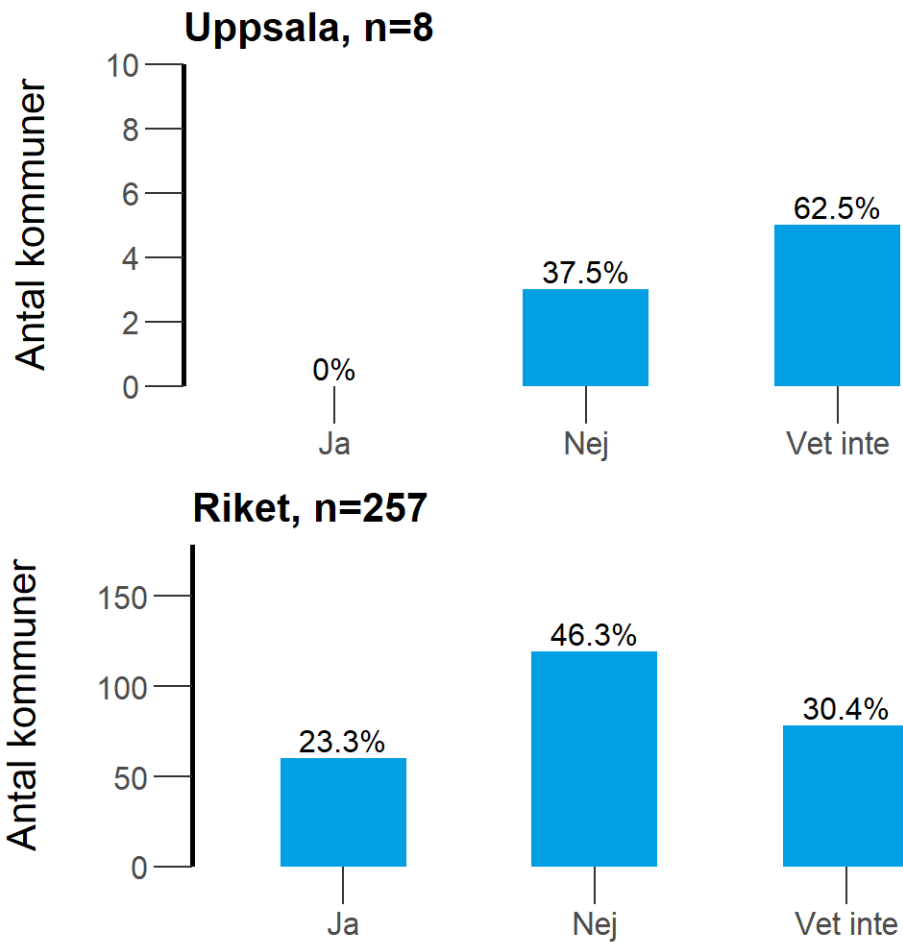 Uppsala, n=8
Antal kommuner
10
8
6
4
2
0
0%
37.5%
62.5%
Ja
Nej
Vet inte
Riket, n=257
Antal kommuner
150
100
50
0
23.3%
46.3%
30.4%
Ja
Nej
Vet inte